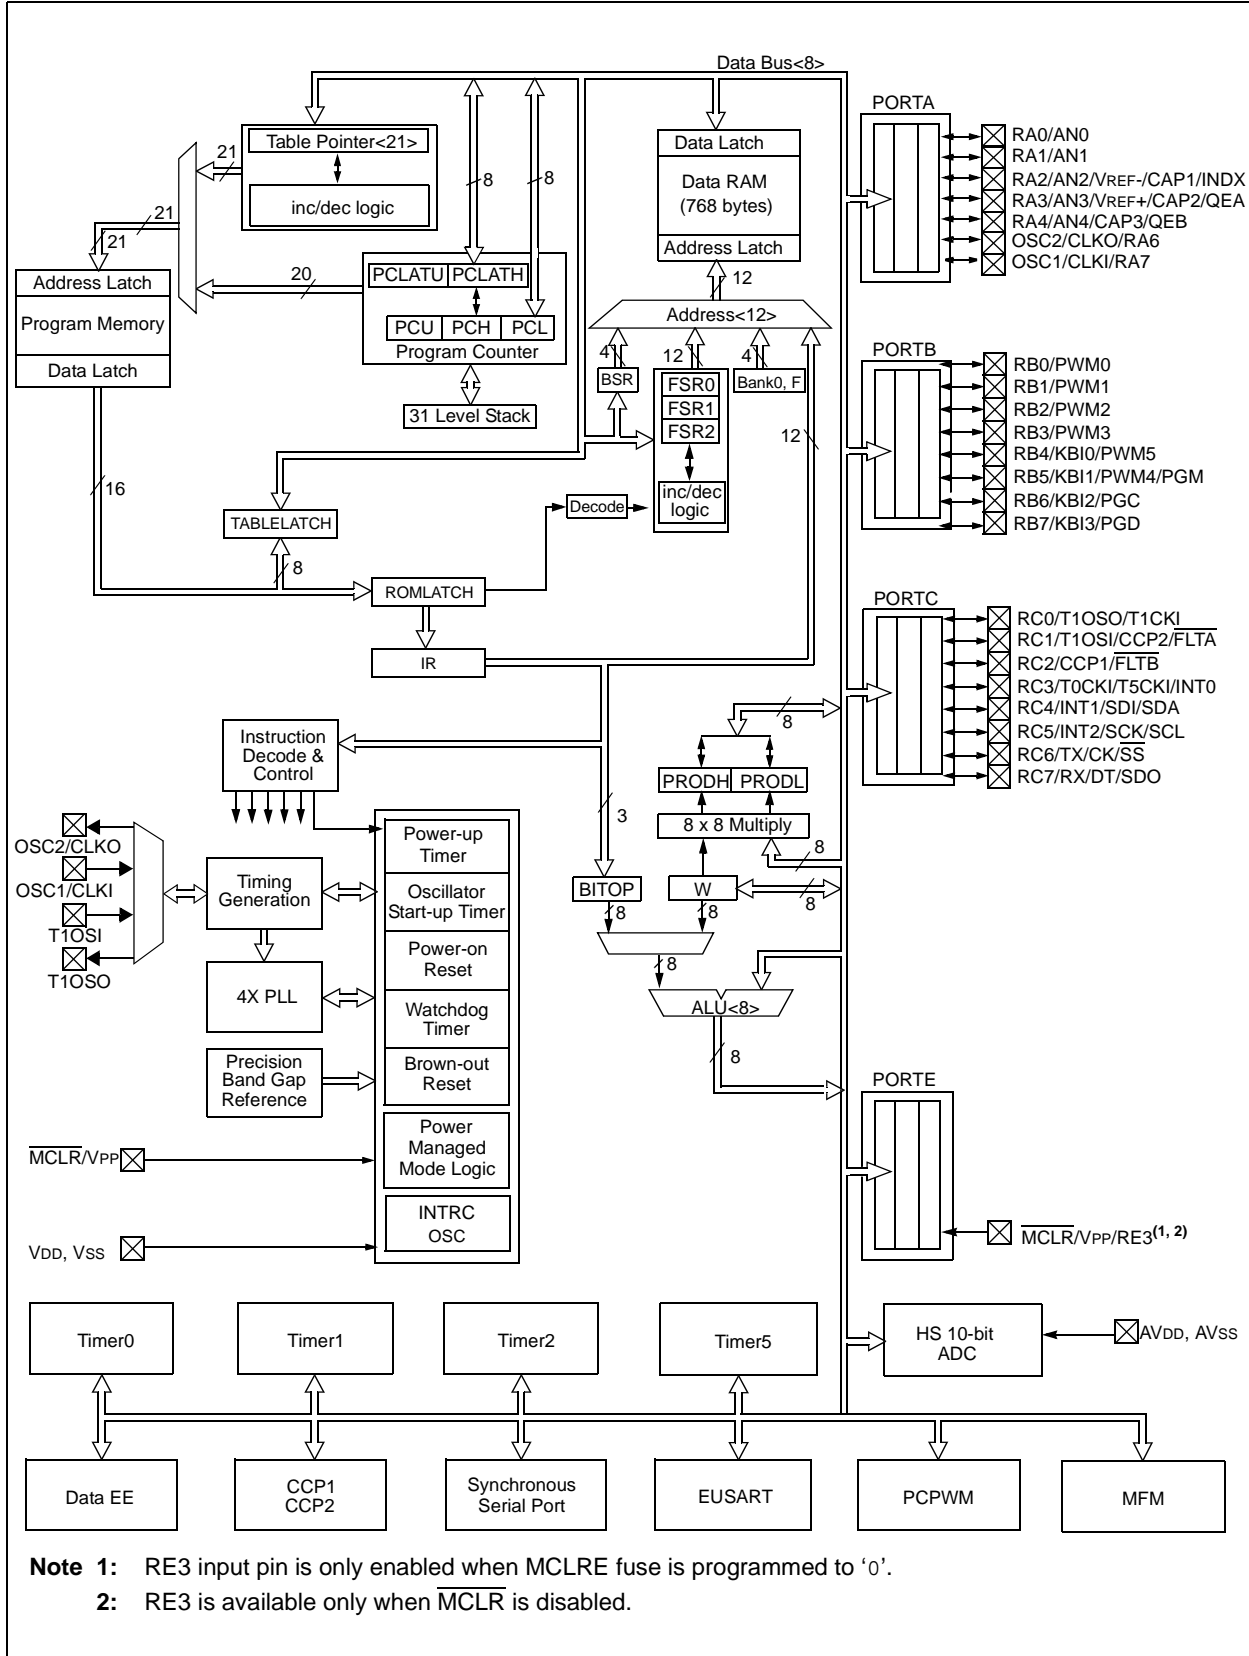 Data Bus<8>
Table Pointer<21>
inc/dec logic
21
21
21
20
8
8
Address Latch
Program Memory
Data Latch
PCLATU PCLATH
PCU PCH PCL
Program Counter
31 Level Stack
Data Latch
Data RAM
(768 bytes)
Address Latch
12
Address<12>
4
12
4
BSR
FSR0
FSR1
FSR2
inc/dec
logic
Bank0, F
12
16
TABLELATCH
8
Decode
ROMLATCH
IR
PORTA
RA0/AN0
RA1/AN1
RA2/AN2/VREF-/CAP1/INDX
RA3/AN3/VREF+/CAP2/QEA
RA4/AN4/CAP3/QEB
OSC2/CLKO/RA6
OSC1/CLKI/RA7
PORTB
RB0/PWM0
RB1/PWM1
RB2/PWM2
RB3/PWM3
RB4/KBI0/PWM5
RB5/KBI1/PWM4/PGM
RB6/KBI2/PGC
RB7/KBI3/PGD
PORTC
RC0/T1OSO/T1CKI
RC1/T1OSI/CCP2/FLTA
RC2/CCP1/FLTB
RC3/T0CKI/T5CKI/INT0
RC4/INT1/SDI/SDA
RC5/INT2/SCK/SCL
RC6/TX/CK/SS
RC7/RX/DT/SDO
Instruction
Decode &
Control
8
PRODH PRODL
8 x 8 Multiply
3
8
BITOP
W
8
8
8
8
ALU<8>
8
OSC2/CLKO
OSC1/CLKI
T1OSI
T1OSO
Timing
Generation
4X PLL
Precision
Band Gap
Reference
Power-up
Timer
Oscillator
Start-up Timer
Power-on
Reset
Watchdog
Timer
Brown-out
Reset
Power
Managed
Mode Logic
INTRC
OSC
MCLR/VPP
VDD, VSS
PORTE
MCLR/VPP/RE3(1, 2)
Timer0
Timer1
Timer2
Timer5
HS 10-bit
ADC
AVDD, AVSS
Data EE
CCP1
CCP2
Synchronous
Serial Port
EUSART
PCPWM
MFM
Note 1: RE3 input pin is only enabled when MCLRE fuse is programmed to ‘0’.
2: RE3 is available only when MCLR is disabled.